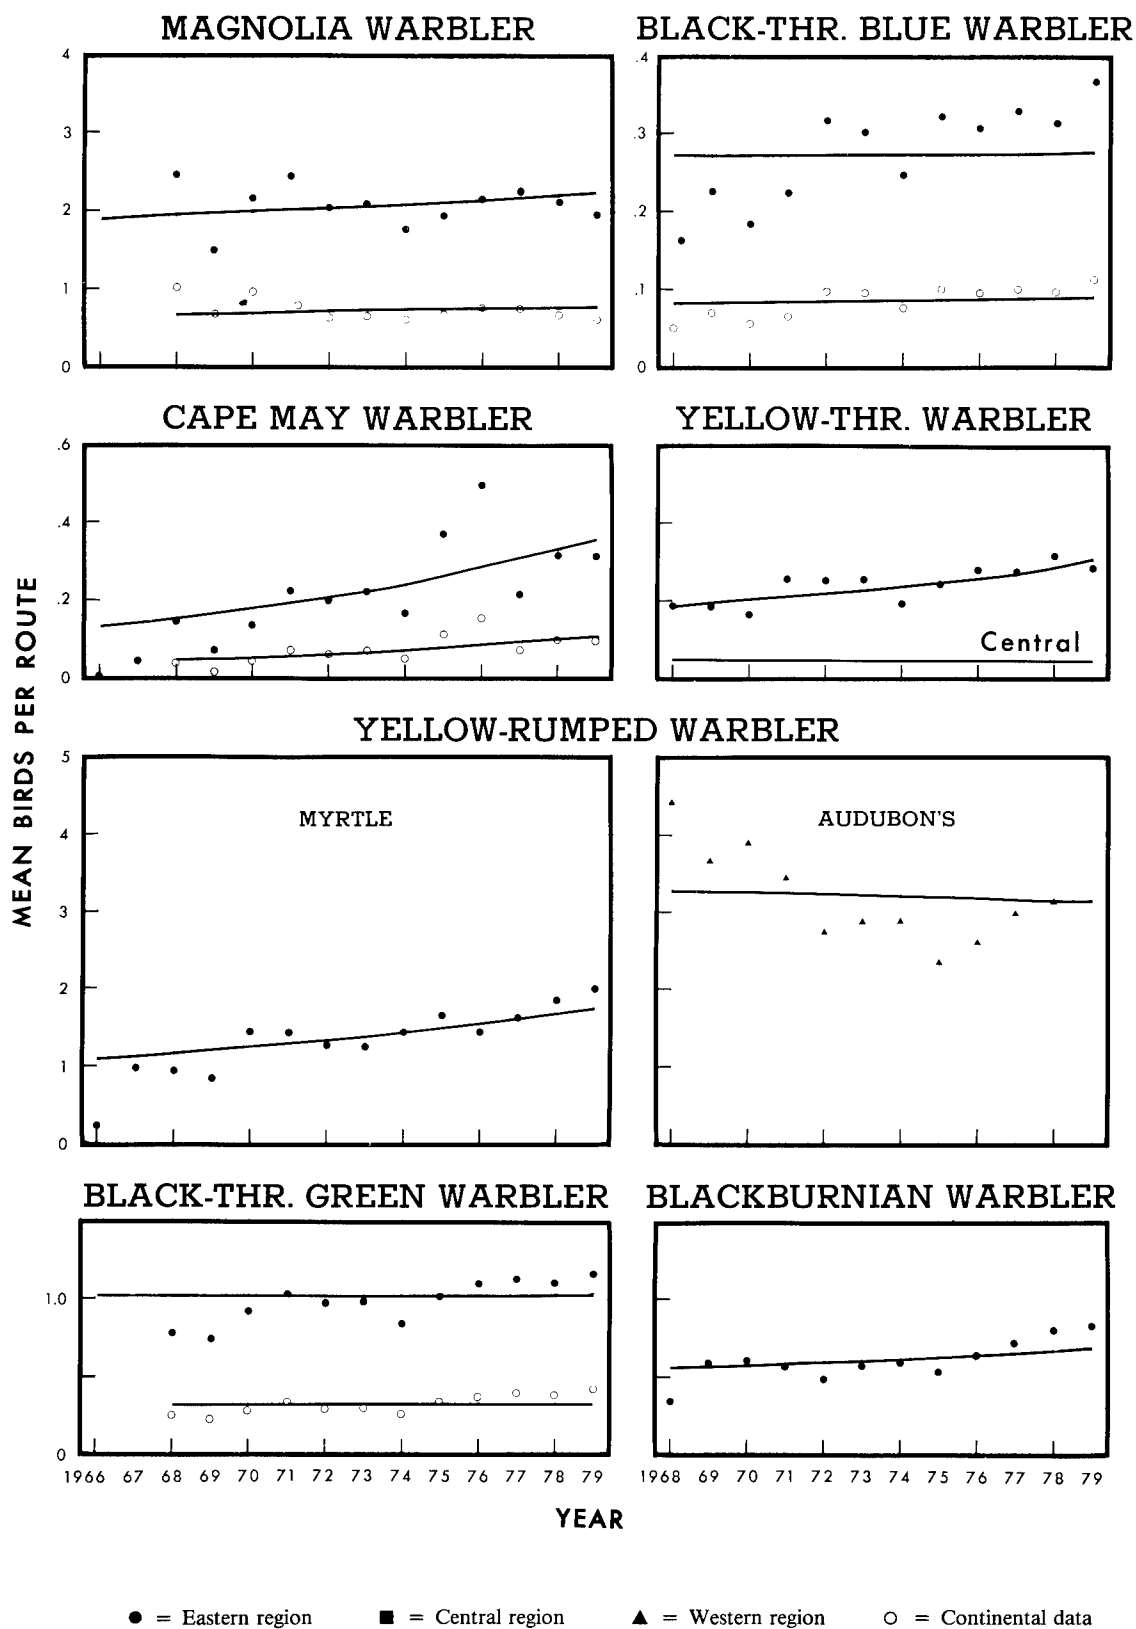 MAGNOLIA WARBLER
BLACK-THR. BLUE WARBLER
4
3
2
1
0
.4
.3
.2
.1
0
CAPE MAY WARBLER
YELLOW-THR. WARBLER
.6
.4
.2
0
Central
MEAN BIRDS PER ROUTE
YELLOW-RUMPED WARBLER
5
4
3
2
1
0
MYRTLE
AUDUBON'S
BLACK-THR. GREEN WARBLER
BLACKBURNIAN WARBLER
1.0
0
1966 67 68 69 70 71 72 73 74 75 76 77 78 79
1968 69 70 71 72 73 74 75 76 77 78 79
YEAR
● = Eastern region ■ = Central region ▲ = Western region ○ = Continental data